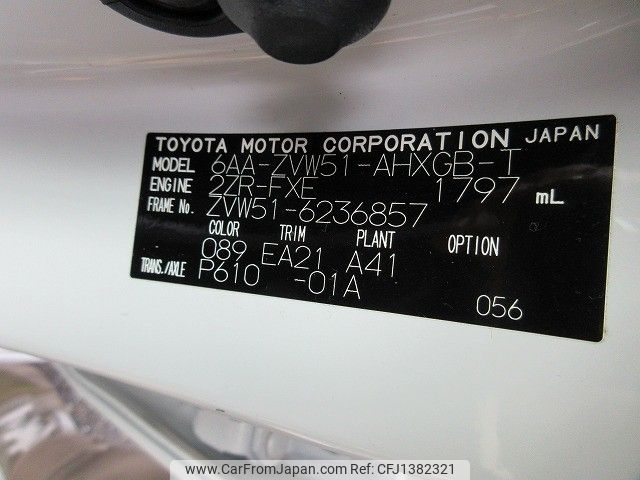 TOYOTA MOTOR CORPORATION JAPAN
MODEL 6AA-ZVW51-AHXGB-T
ENGINE 2ZR-FXE 1797 mL
FRAME No. ZVW51-6236857
COLOR TRIM PLANT OPTION
089 EA21 A41
TRANS./AXLE P610 -01A
056
www.CarFromJapan.com CFJ1382321